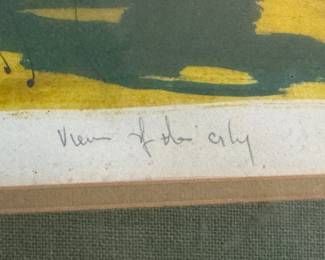 View of the city